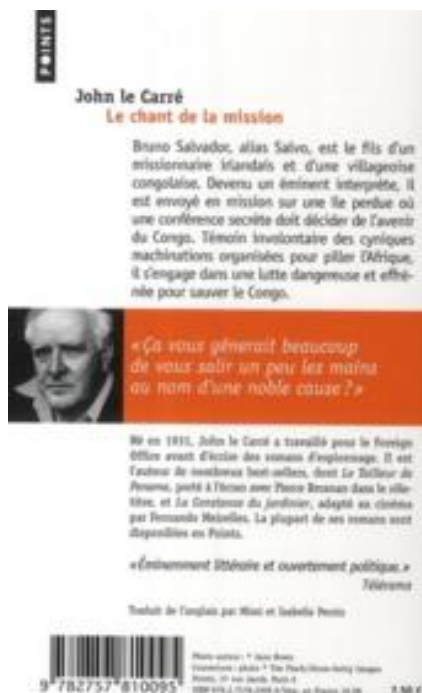 POINTS
John le Carré
Le chant de la mission
Bruno Salvador, alias Salvo, est le fils d'un
missionnaire irlandais et d'une villageoise
congolaise. Devenu un éminent interprète, il
est envoyé en mission sur une île perdue où
une conférence secrète doit décider de l'avenir
du Congo. Témoin involontaire des cyniques
machinations organisées pour piller l'Afrique,
il s'engage dans une lutte dangereuse et effré-
née pour sauver le Congo.
« Ça vous gênerait beaucoup
de vous salir un peu les mains
au nom d'une noble cause ? »
Né en 1931, John le Carré a travaillé pour le Foreign
Office avant d'écrire des romans d'espionnage. Il est
l'auteur de nombreux best-sellers, dont Le Tailleur de
Panama, porté à l'écran avec Pierce Brosnan dans le rôle-
titre, et La Constance du jardinier, adapté au cinéma
par Fernando Meirelles. La plupart de ses romans sont
disponibles en Points.
« Éminemment littéraire et ouvertement politique. »
Télérama
Traduit de l'anglais par Mimi et Isabelle Perrin
9 782757 810095